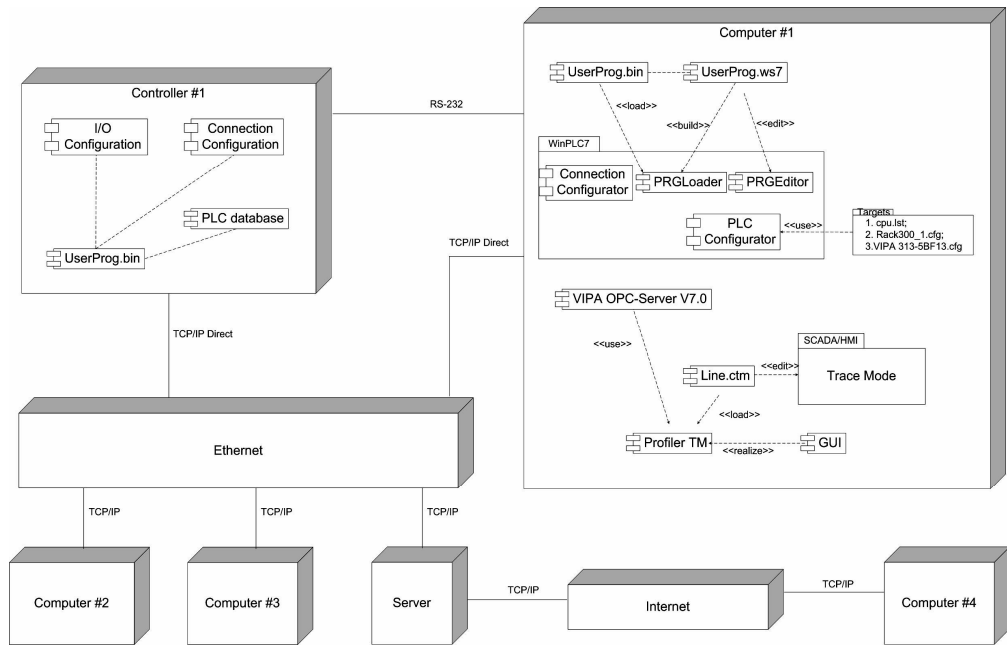 Computer #1
UserProg.bin
UserProg.ws7
Controller #1
RS-232
<<load>>
<<build>>
<<edit>>
I/O
Configuration
Connection
Configuration
WinPLC7
Connection
Configurator
PRGLoader
PRGEditor
PLC database
Targets
1. cpu.lst;
2. Rack300_1.cfg;
3.VIPA 313-5BF13.cfg
PLC
Configurator
<<use>>
UserProg.bin
TCP/IP Direct
VIPA OPC-Server V7.0
TCP/IP Direct
<<use>>
SCADA/HMI
Trace Mode
Line.ctm
<<edit>>
<<load>>
Ethernet
Profiler TM
<<realize>>
GUI
TCP/IP
TCP/IP
TCP/IP
Computer #2
Computer #3
Server
TCP/IP
Internet
TCP/IP
Computer #4